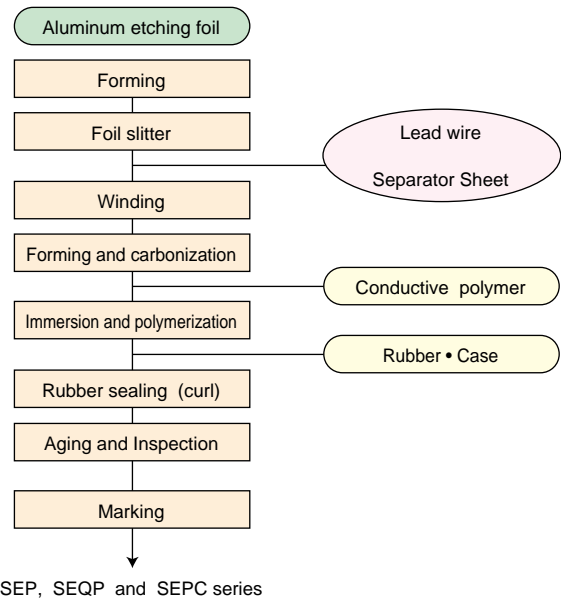 Aluminum etching foil
Forming
Foil slitter
Lead wire
Separator Sheet
Winding
Forming and carbonization
Conductive polymer
Immersion and polymerization
Rubber • Case
Rubber sealing (curl)
Aging and Inspection
Marking
SEP, SEQP and SEPC series